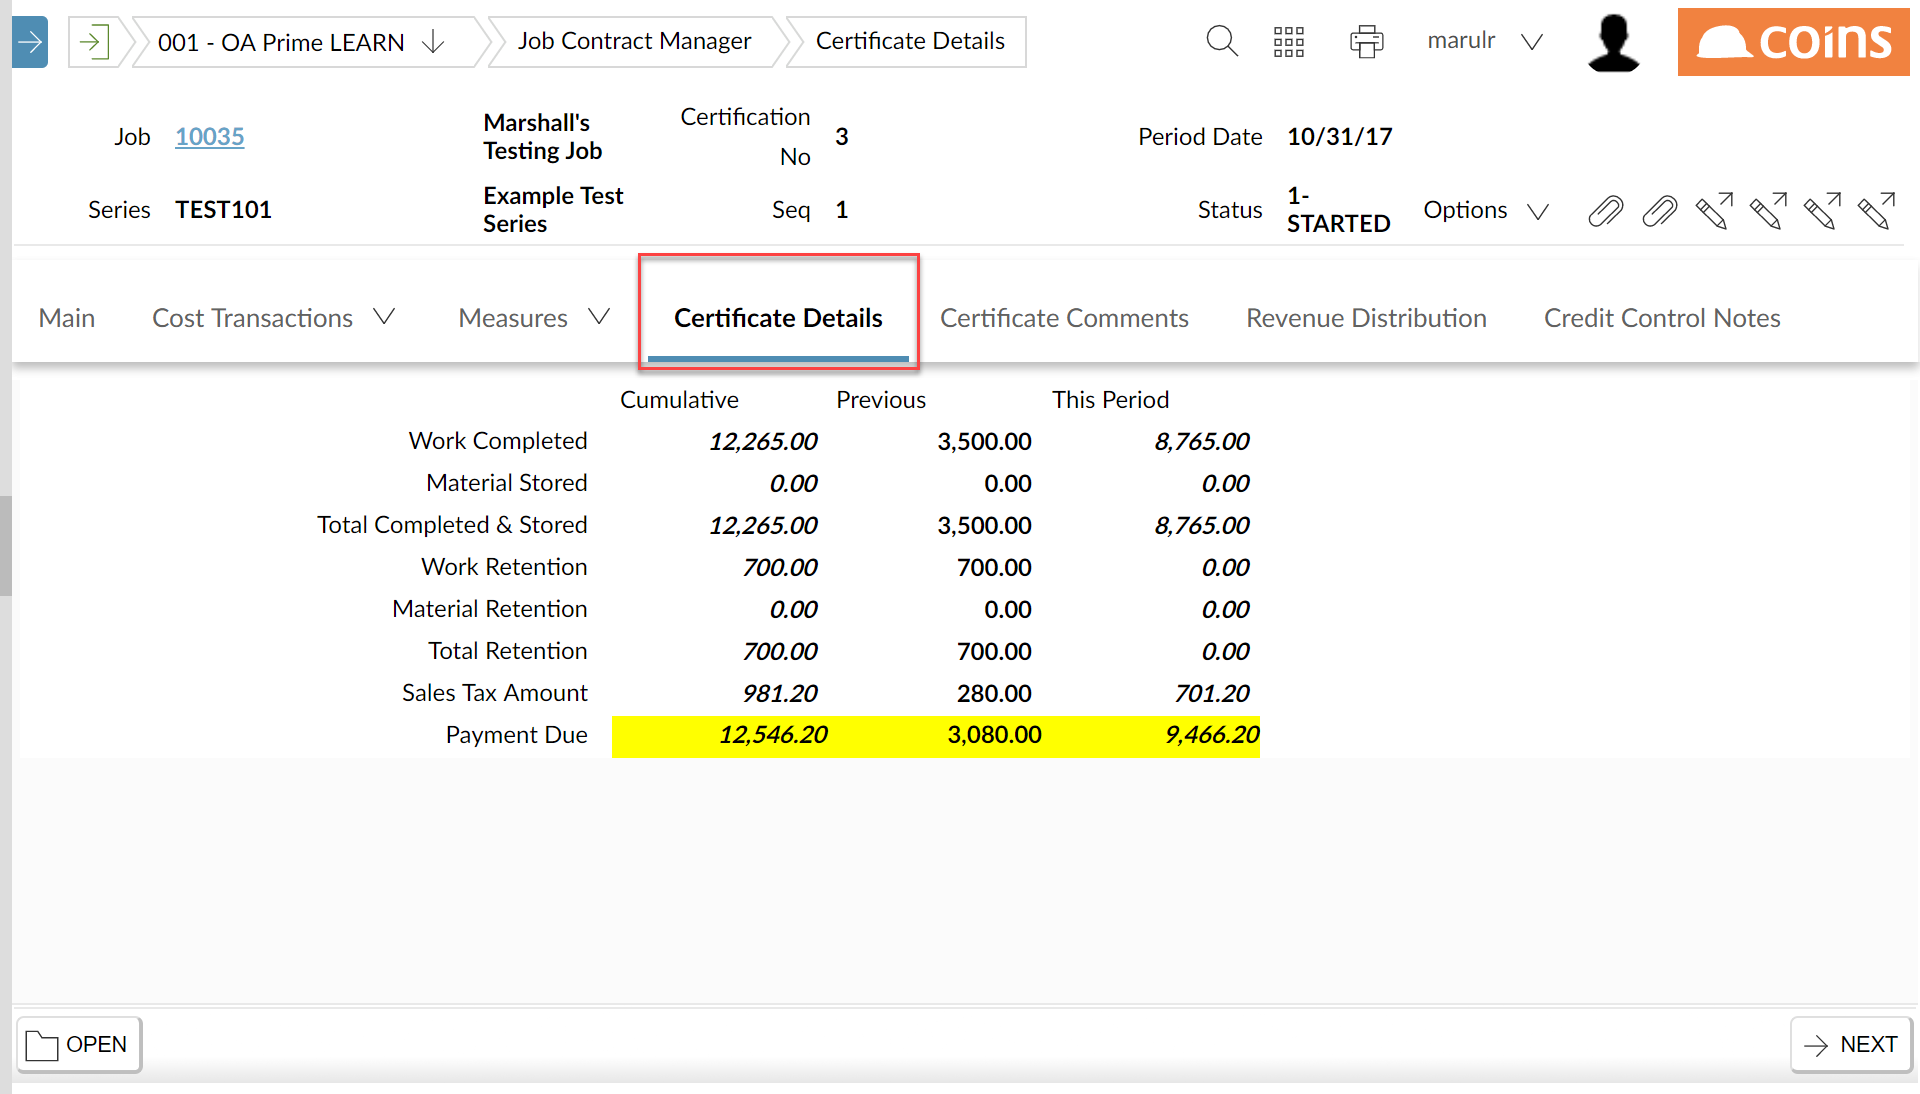 001 - OA Prime LEARN
Job Contract Manager
Certificate Details
marulr
coins
Job 10035 Marshall's Testing Job Certification No 3 Period Date 10/31/17
Series TEST101 Example Test Series Seq 1 Status 1-STARTED Options
Main Cost Transactions Measures Certificate Details Certificate Comments Revenue Distribution Credit Control Notes
Cumulative Previous This Period
Work Completed 12,265.00 3,500.00 8,765.00
Material Stored 0.00 0.00 0.00
Total Completed & Stored 12,265.00 3,500.00 8,765.00
Work Retention 700.00 700.00 0.00
Material Retention 0.00 0.00 0.00
Total Retention 700.00 700.00 0.00
Sales Tax Amount 981.20 280.00 701.20
Payment Due 12,546.20 3,080.00 9,466.20
OPEN
NEXT